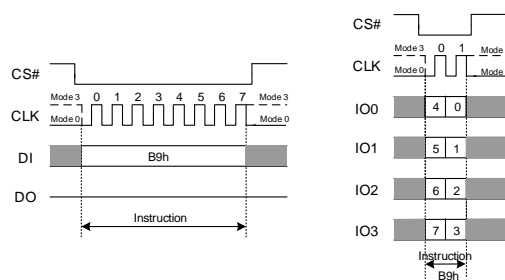 CS#
Mode 3 0 1 2 3 4 5 6 7 Mode 3
CLK Mode 0 Mode 0
DI B9h
DO
Instruction
CS#
Mode 3 0 1 Mode
CLK Mode 0 Mode
IO0 4 0
IO1 5 1
IO2 6 2
IO3 7 3
Instruction
B9h